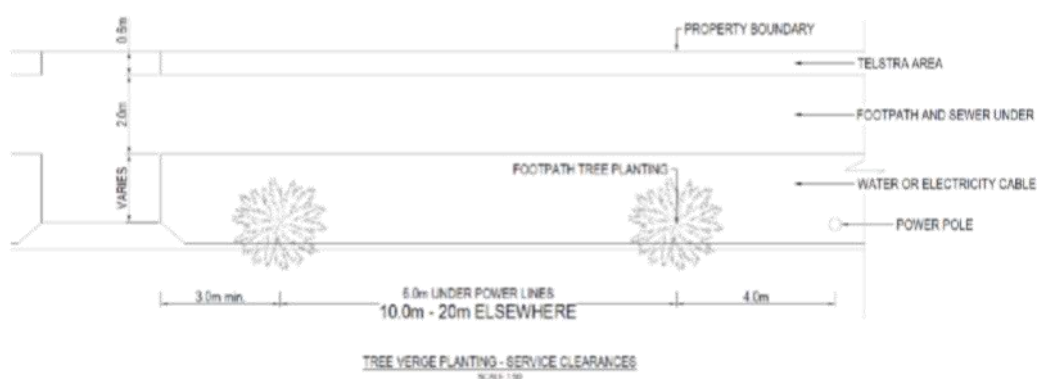 0.6m
PROPERTY BOUNDARY
TELSTRA AREA
2.0m
FOOTPATH AND SEWER UNDER
VARIES
FOOTPATH TREE PLANTING
WATER OR ELECTRICITY CABLE
POWER POLE
3.0m min.
6.0m UNDER POWER LINES
4.0m
10.0m - 20m ELSEWHERE
TREE VERGE PLANTING - SERVICE CLEARANCES